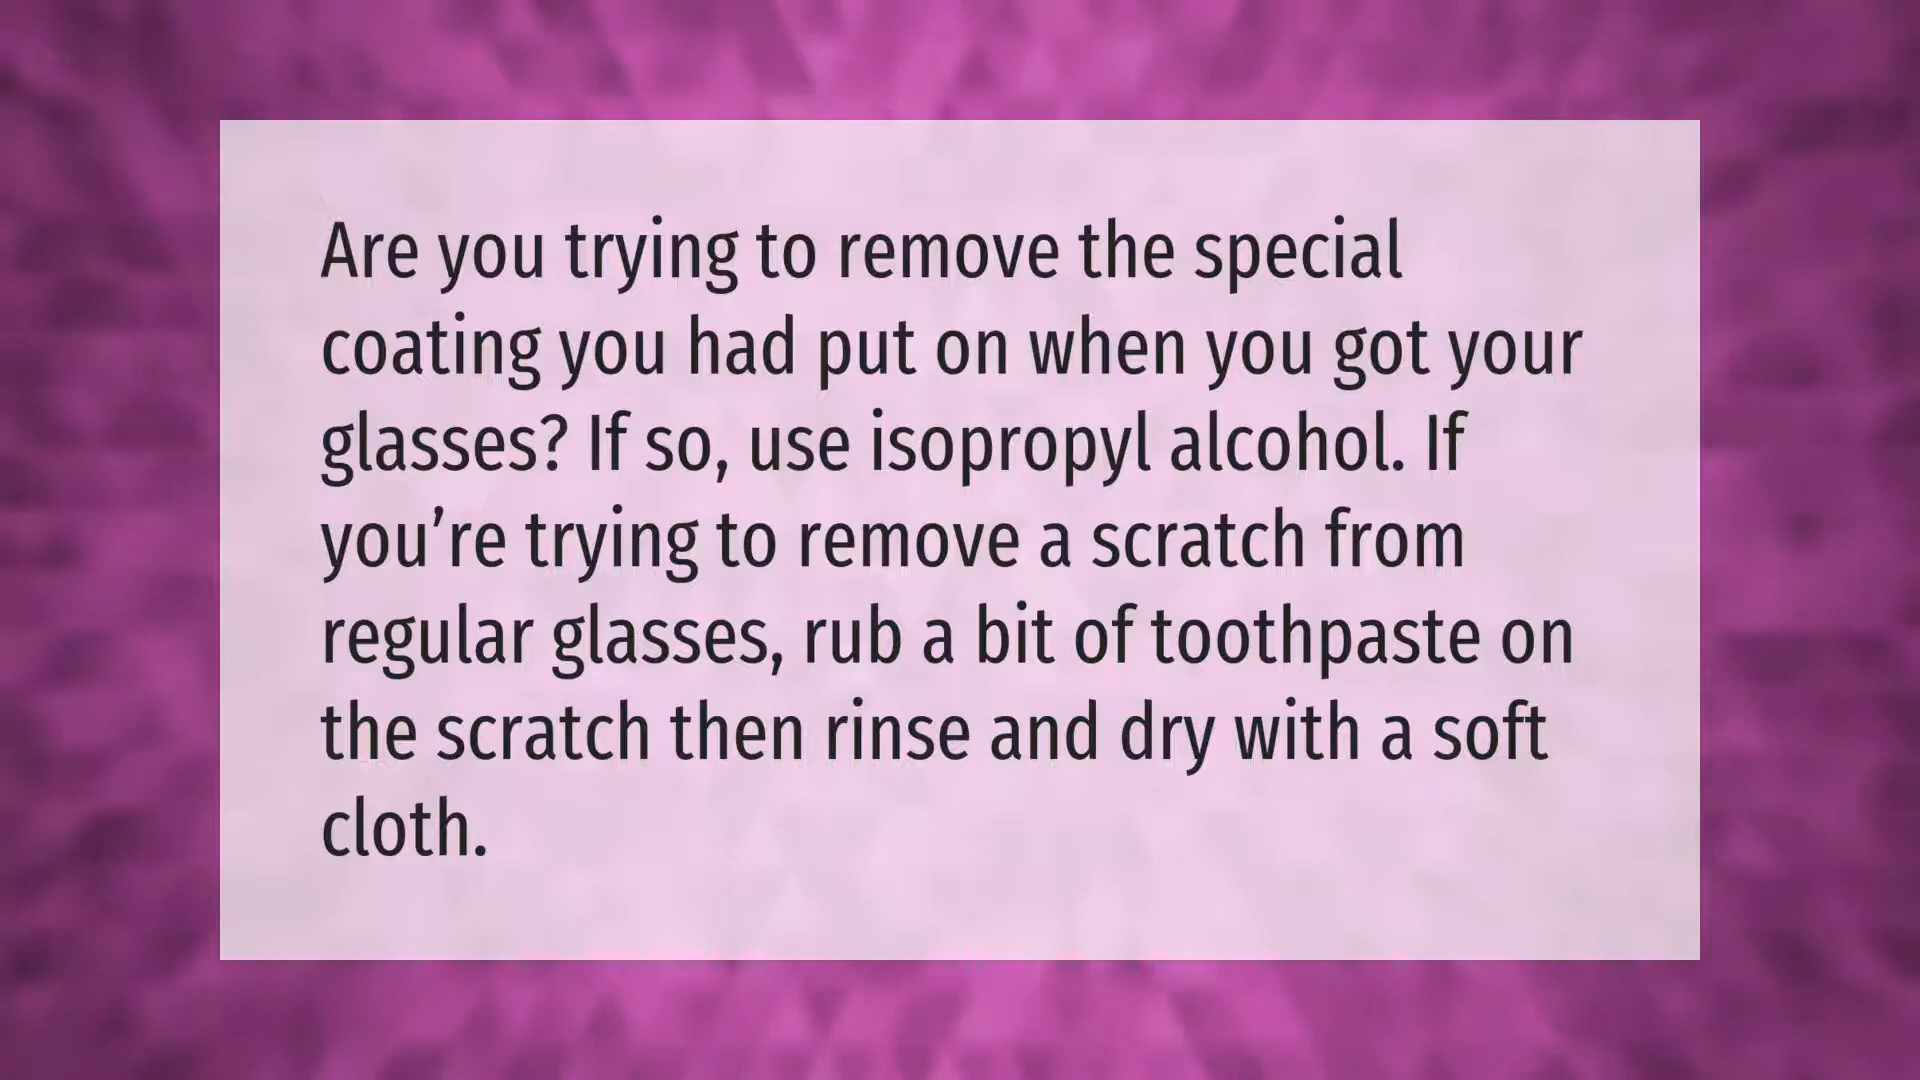 Are you trying to remove the special
coating you had put on when you got your
glasses? If so, use isopropyl alcohol. If
you’re trying to remove a scratch from
regular glasses, rub a bit of toothpaste on
the scratch then rinse and dry with a soft
cloth.